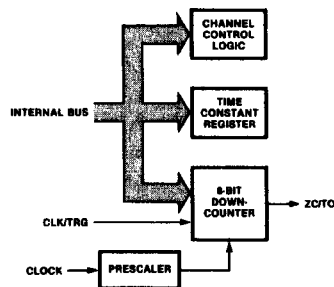 CHANNEL
CONTROL
LOGIC
INTERNAL BUS
TIME
CONSTANT
REGISTER
8-BIT
DOWN-
COUNTER
ZC/TO
CLK/TRG
CLOCK
PRESCALER